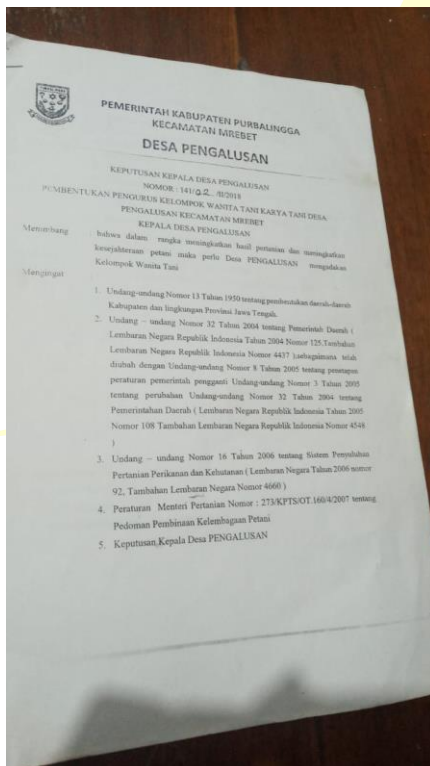 PEMERINTAH KABUPATEN PURBALINGGA
KECAMATAN MREBET
DESA PENGALUSAN
KEPUTUSAN KEPALA DESA PENGALUSAN
NOMOR : 141/02 /II/2018
PEMBENTUKAN PENGURUS KELOMPOK WANITA TANI KARYA TANI DESA
PENGALUSAN KECAMATAN MREBET
KEPALA DESA PENGALUSAN
Menimbang bahwa dalam rangka meningkatkan hasil pertanian dan meningkatkan
kesejahteraan petani maka perlu Desa PENGALUSAN mengadakan
Kelompok Wanita Tani
Mengingat
1. Undang-undang Nomor 13 Tahun 1950 tentang pembentukan daerah-daerah
Kabupaten dan lingkungan Provinsi Jawa Tengah.
2. Undang – undang Nomor 32 Tahun 2004 tentang Pemerintah Daerah (
Lembaran Negara Republik Indonesia Tahun 2004 Nomor 125.Tambahan
Lembaran Negara Republik Indonesia Nomor 4437 ),sebagaimana telah
diubah dengan Undang-undang Nomor 8 Tahun 2005 tentang penetapan
peraturan pemerintah pengganti Undang-undang Nomor 3 Tahun 2005
tentang perubahan Undang-undang Nomor 32 Tahun 2004 tentang
Pemerintahan Daerah ( Lembaran Negara Republik Indonesia Tahun 2005
Nomor 108 Tambahan Lembaran Negara Republik Indonesia Nomor 4548
)
3. Undang – undang Nomor 16 Tahun 2006 tentang Sistem Penyuluhan
Pertanian Perikanan dan Kehutanan ( Lembaran Negara Tahun 2006 nomor
92, Tambahan Lembaran Negara Nomor 4660 )
4. Peraturan Menteri Pertanian Nomor : 273/KPTS/OT.160/4/2007 tentang
Pedoman Pembinaan Kelembagaan Petani
5. Keputusan Kepala Desa PENGALUSAN